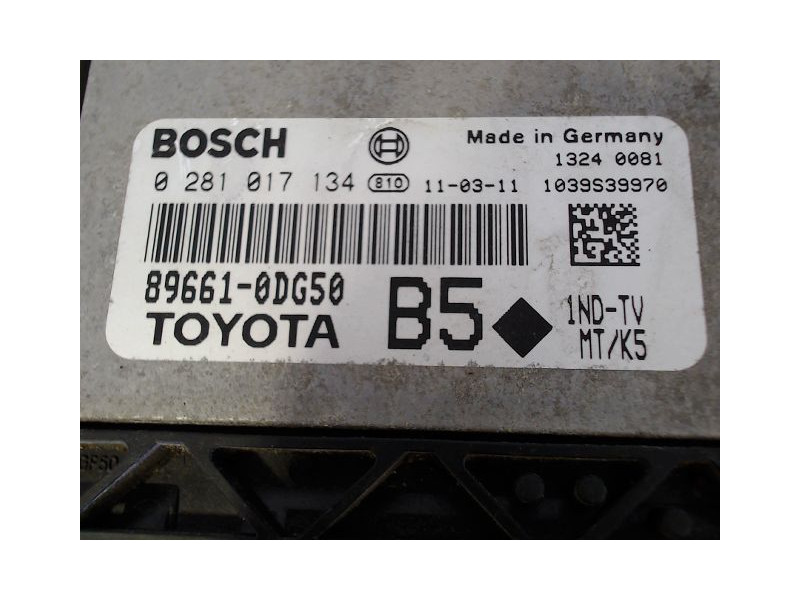 BOSCH Made in Germany
1324 0081
0 281 017 134 810 11-03-11 1039S39970
89661-0DG50 B5 1ND-TV
TOYOTA MT/K5